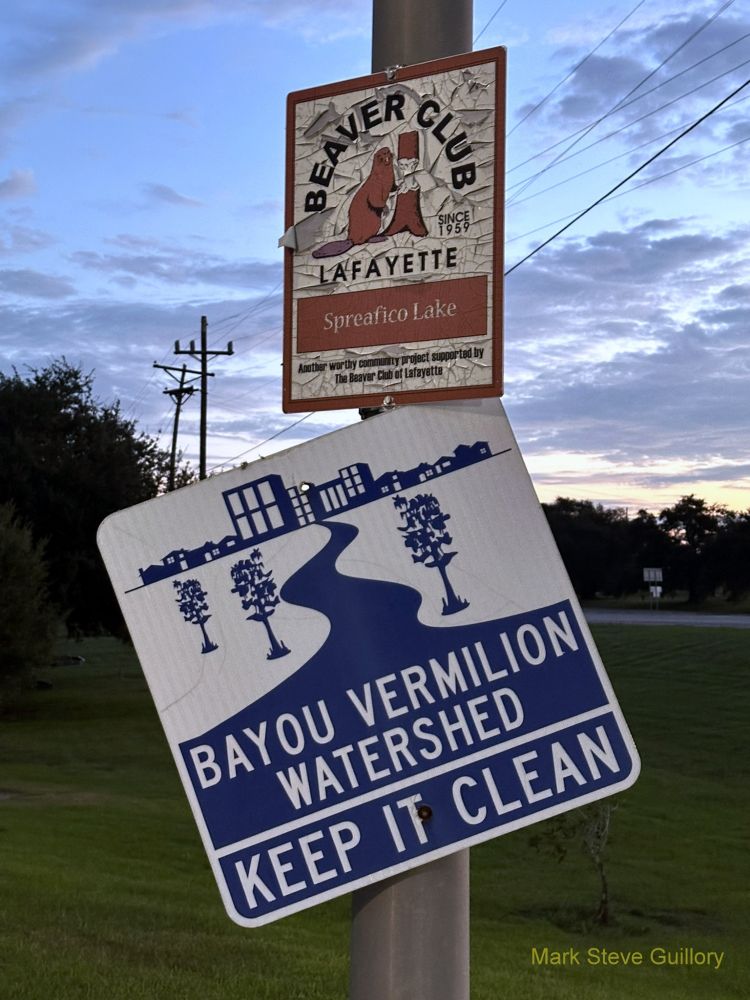 BEAVER CLUB
SINCE
1959
LAFAYETTE
Spreafico Lake
Another worthy community project supported by
The Beaver Club of Lafayette
BAYOU VERMILION
WATERSHED
KEEP IT CLEAN
Mark Steve Guillory